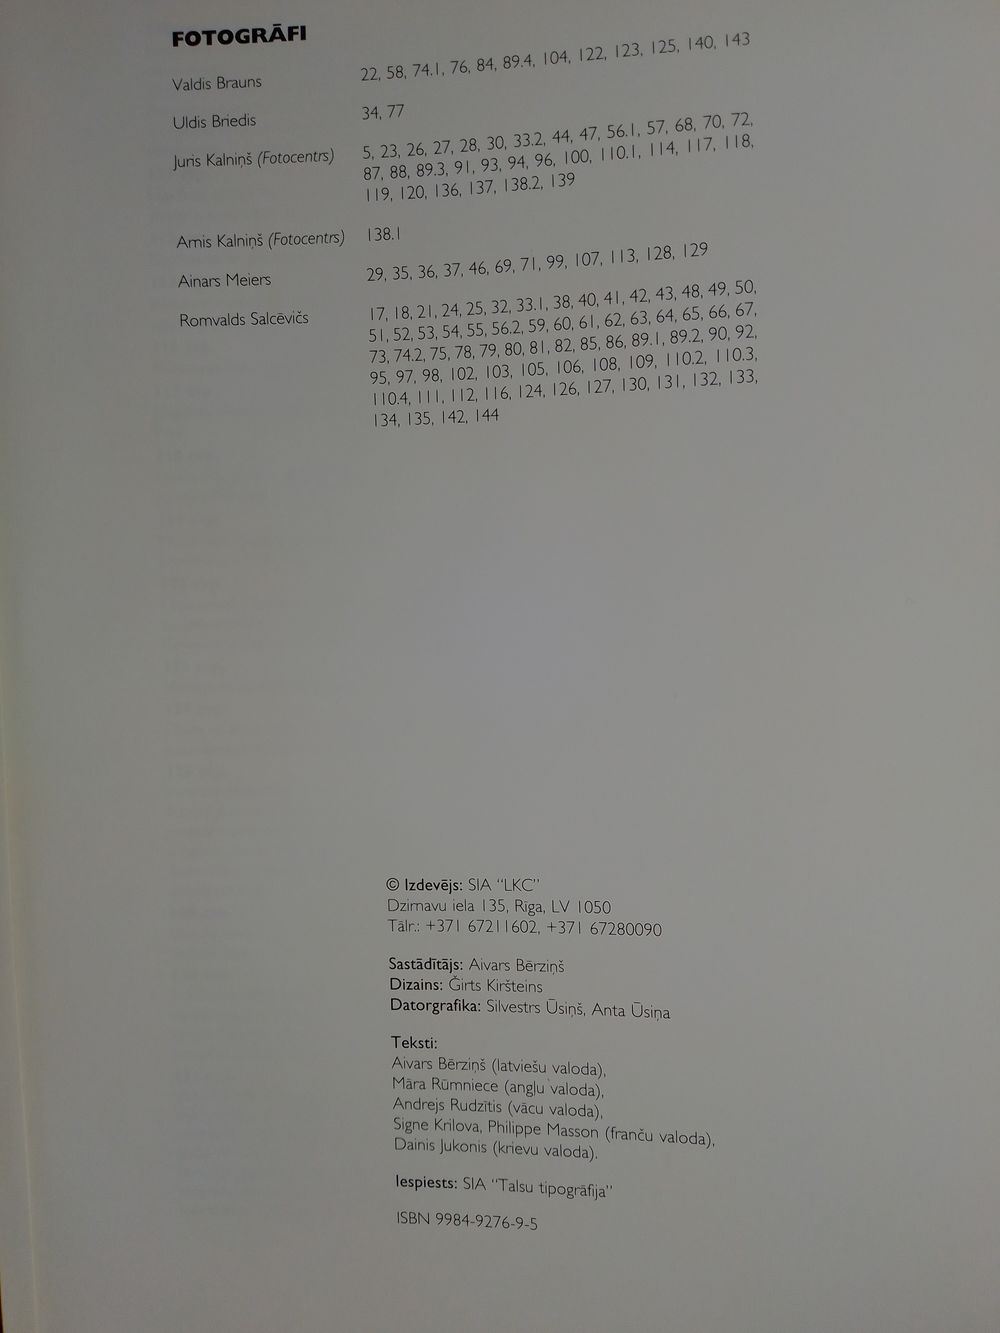 FOTOGRĀFI
Valdis Brauns 22, 58, 74.1, 76, 84, 89.4, 104, 122, 123, 125, 140, 143
Uldis Briedis 34, 77
Juris Kalniņš (Fotocentrs) 5, 23, 26, 27, 28, 30, 33.2, 44, 47, 56.1, 57, 68, 70, 72,
87, 88, 89.3, 91, 93, 94, 96, 100, 110.1, 114, 117, 118,
119, 120, 136, 137, 138.2, 139
Arnis Kalniņš (Fotocentrs) 138.1
Ainars Meiers 29, 35, 36, 37, 46, 69, 71, 99, 107, 113, 128, 129
Romvalds Salcēvičs 17, 18, 21, 24, 25, 32, 33.1, 38, 40, 41, 42, 43, 48, 49, 50,
51, 52, 53, 54, 55, 56.2, 59, 60, 61, 62, 63, 64, 65, 66, 67,
73, 74.2, 75, 78, 79, 80, 81, 82, 85, 86, 89.1, 89.2, 90, 92,
95, 97, 98, 102, 103, 105, 106, 108, 109, 110.2, 110.3,
110.4, 111, 112, 116, 124, 126, 127, 130, 131, 132, 133,
134, 135, 142, 144
© Izdevējs: SIA "LKC"
Dzirnavu iela 135, Rīga, LV 1050
Tālr.: +371 67211602, +371 67280090
Sastādītājs: Aivars Bērziņš
Dizains: Ģirts Kiršteins
Datorgrafika: Silvestrs Ūsiņš, Anta Ūsiņa
Teksti:
Aivars Bērziņš (latviešu valoda),
Māra Rūmniece (angļu valoda),
Andrejs Rudzītis (vācu valoda),
Signe Krilova, Philippe Masson (franču valoda),
Dainis Jukonis (krievu valoda).
Iespiests: SIA "Talsu tipogrāfija"
ISBN 9984-9276-9-5